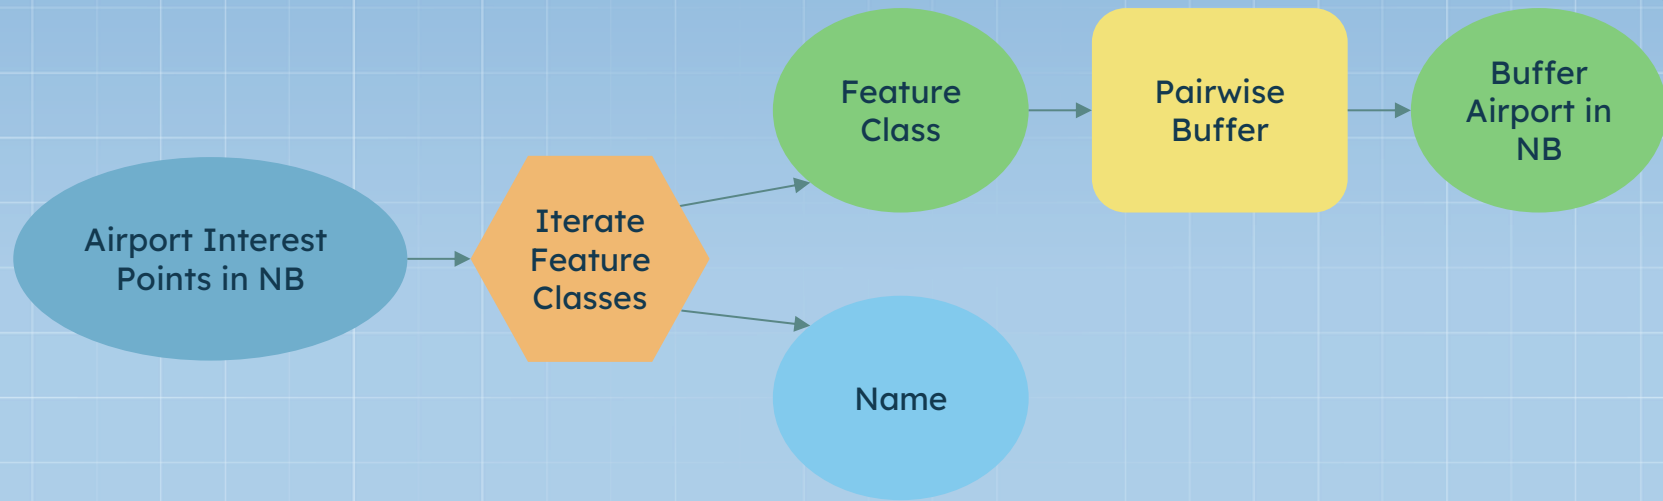 Airport Interest
Points in NB
Iterate
Feature
Classes
Feature
Class
Pairwise
Buffer
Buffer
Airport in
NB
Name